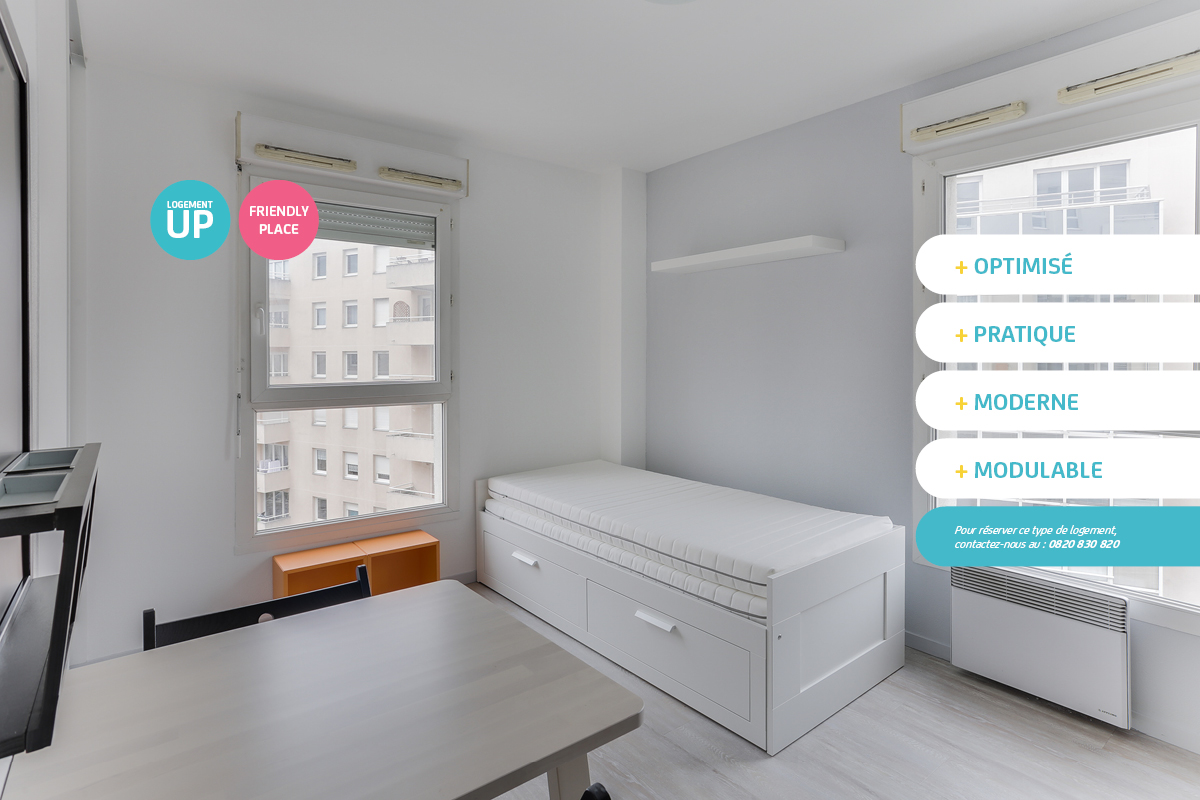 LOGEMENT
UP
FRIENDLY
PLACE
+ OPTIMISÉ
+ PRATIQUE
+ MODERNE
+ MODULABLE
Pour réserver ce type de logement,
contactez-nous au : 0820 830 820